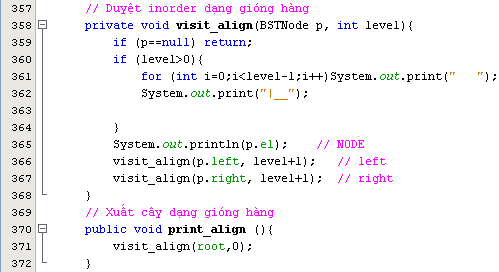 357 // Duyệt inorder dạng gióng hàng
358 private void visit_align(BSTNode p, int level){
359 if (p==null) return;
360 if (level>0){
361 for (int i=0;i<level-1;i++)System.out.print("   ");
362 System.out.print("|__");
363
364 }
365 System.out.println(p.el); // NODE
366 visit_align(p.left, level+1); // left
367 visit_align(p.right, level+1); // right
368 }
369 // Xuất cây dạng gióng hàng
370 public void print_align (){
371 visit_align(root,0);
372 }